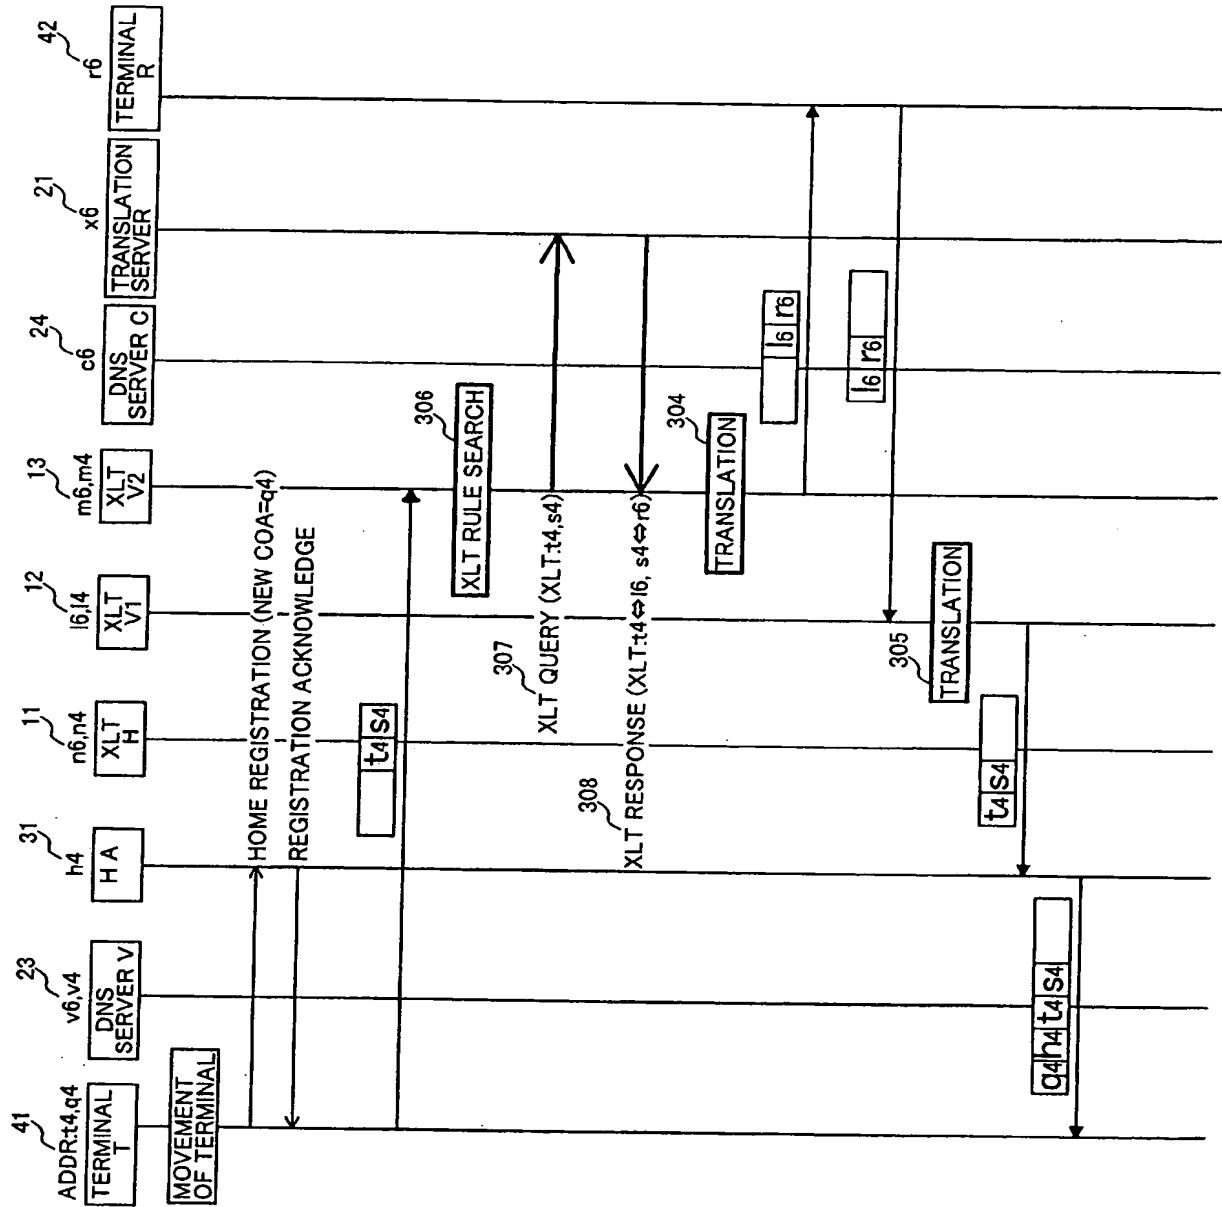 41
ADDR:t4,q4
TERMINAL
T
23
v6,v4
DNS
SERVER V
31
h4
H A
11
n6,n4
XLT
H
12
l6,l4
XLT
V1
13
m6,m4
XLT
V2
24
c6
DNS
SERVER C
21
x6
TRANSLATION
SERVER
42
r6
TERMINAL
R
MOVEMENT
OF TERMINAL
HOME REGISTRATION (NEW COA=q4)
REGISTRATION ACKNOWLEDGE
t4 s4
306
XLT RULE SEARCH
307
XLT QUERY (XLT:t4,s4)
308
XLT RESPONSE (XLT:t4⇔l6, s4⇔r6)
304
TRANSLATION
l6 r6
l6 r6
305
TRANSLATION
t4 s4
q4 h4 t4 s4